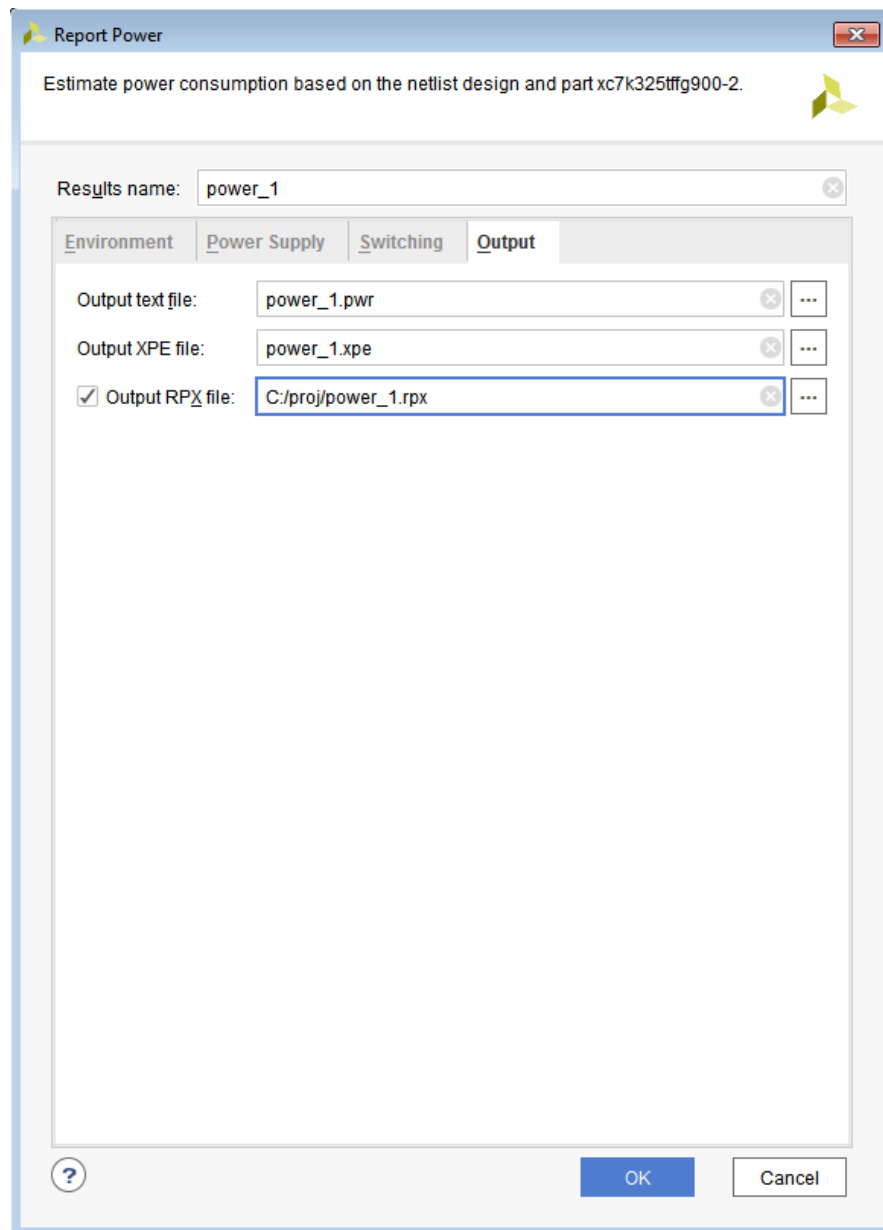 Report Power
Estimate power consumption based on the netlist design and part xc7k325tffg900-2.
Results name: power_1
Environment Power Supply Switching Output
Output text file: power_1.pwr ...
Output XPE file: power_1.xpe ...
Output RPX file: C:/proj/power_1.rpx ...
? OK Cancel